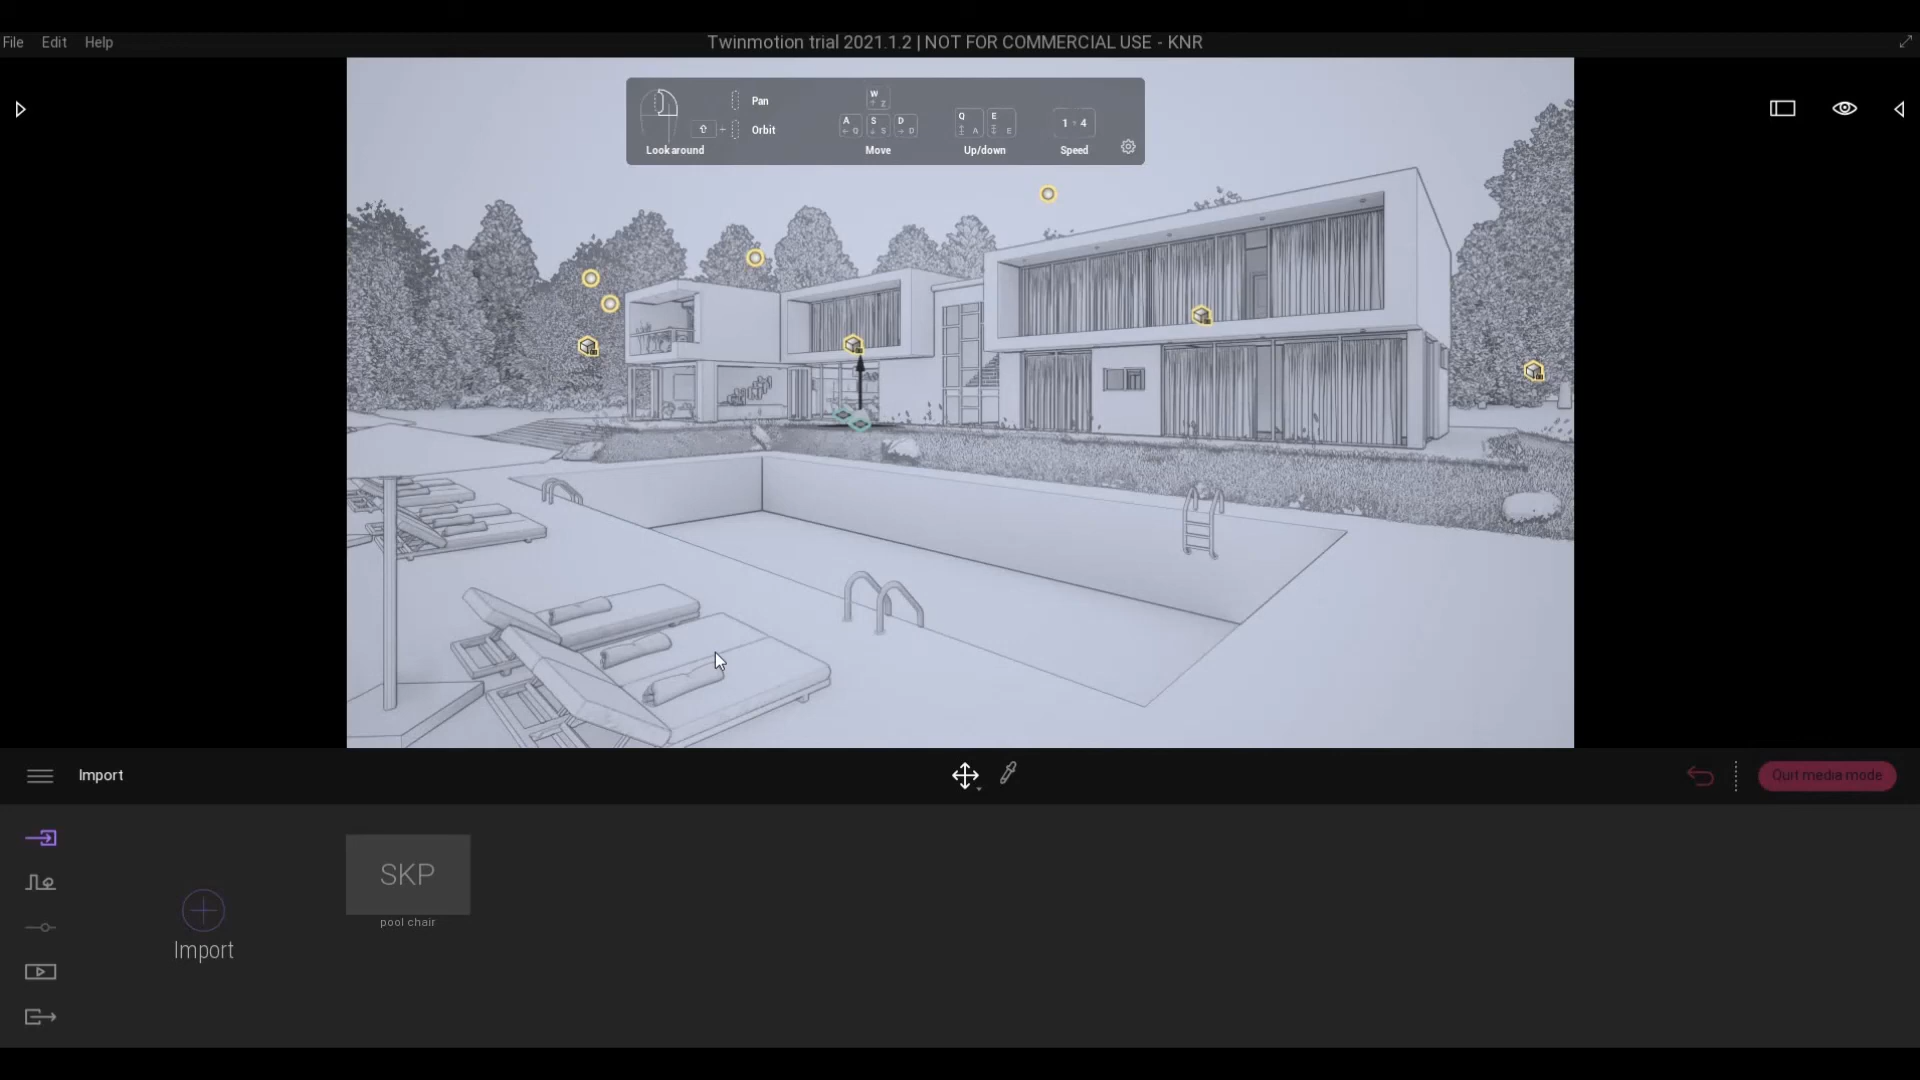 File Edit Help
Twinmotion trial 2021.1.2 | NOT FOR COMMERCIAL USE - KNR
Pan
Orbit
Look around
W
Z
A
Q
S
S
D
D
Move
Q
A
E
E
Up/down
1 4
Speed
Import
Quit media mode
SKP
pool chair
Import